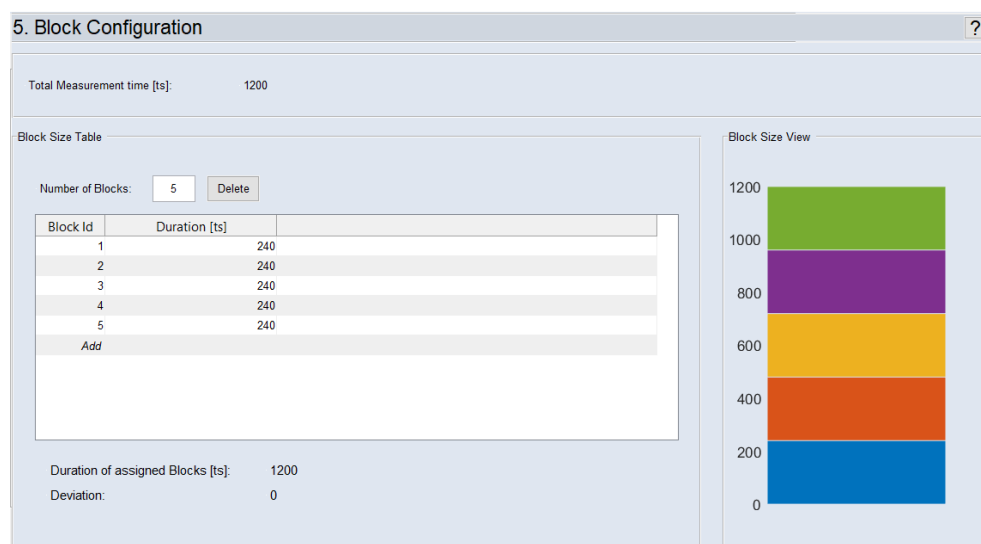 5. Block Configuration ?
Total Measurement time [ts]: 1200
Block Size Table
Number of Blocks: 5 Delete
Block Id Duration [ts]
1 240
2 240
3 240
4 240
5 240
Add
Duration of assigned Blocks [ts]: 1200
Deviation: 0
Block Size View
1200
1000
800
600
400
200
0